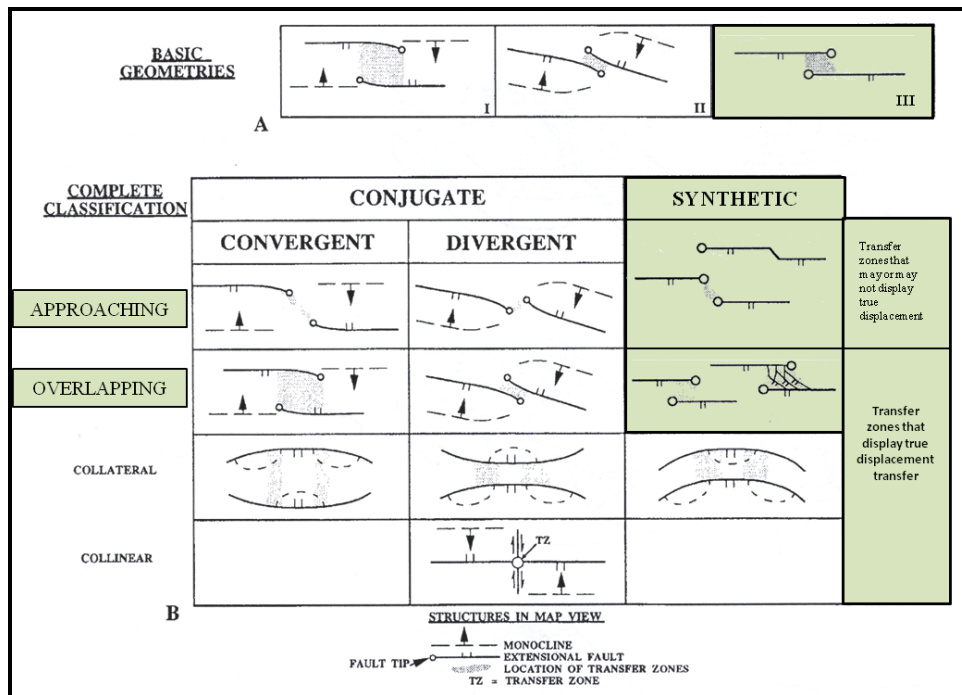 BASIC
GEOMETRIES
I
II
III
A
COMPLETE
CLASSIFICATION
CONJUGATE
SYNTHETIC
CONVERGENT
DIVERGENT
APPROACHING
Transfer
zones that
may or may
not display
true
displacement
OVERLAPPING
Transfer
zones that
display true
displacement
transfer
COLLATERAL
COLLINEAR
TZ
B
STRUCTURES IN MAP VIEW
MONOCLINE
FAULT TIP
EXTENSIONAL FAULT
LOCATION OF TRANSFER ZONES
TZ = TRANSFER ZONE